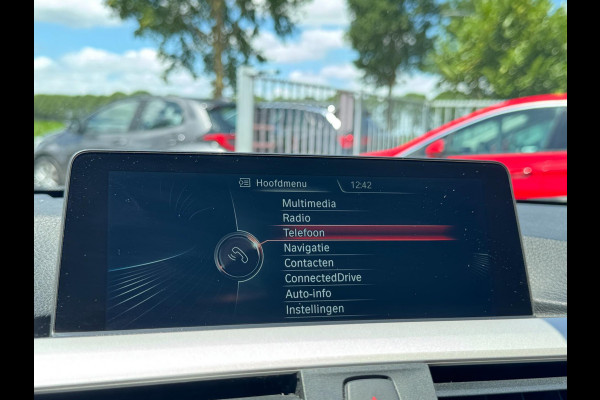 Hoofdmenu 12:42
Multimedia
Radio
Telefoon
Navigatie
Contacten
ConnectedDrive
Auto-info
Instellingen